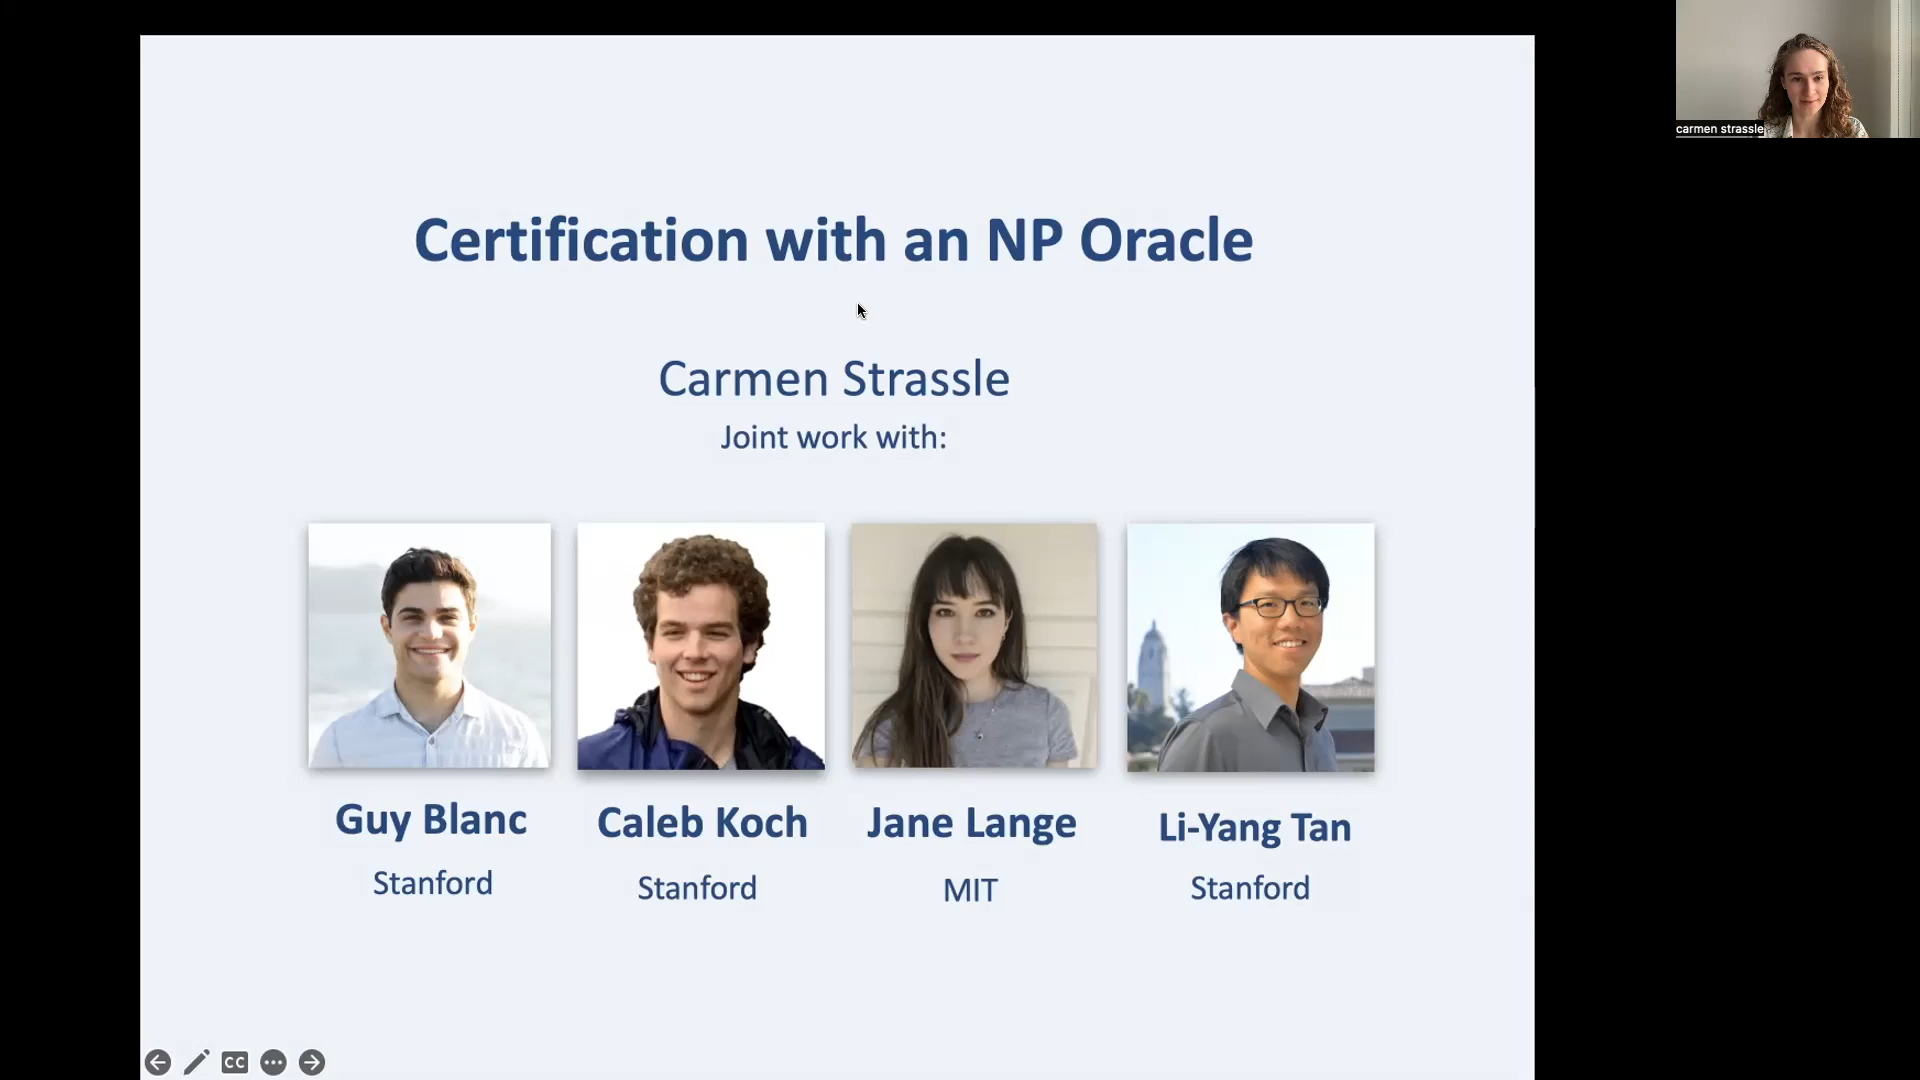 Certification with an NP Oracle
carmen strassle
Carmen Strassle
Joint work with:
Guy Blanc
Caleb Koch
Jane Lange
Li-Yang Tan
Stanford
Stanford
MIT
Stanford
CC